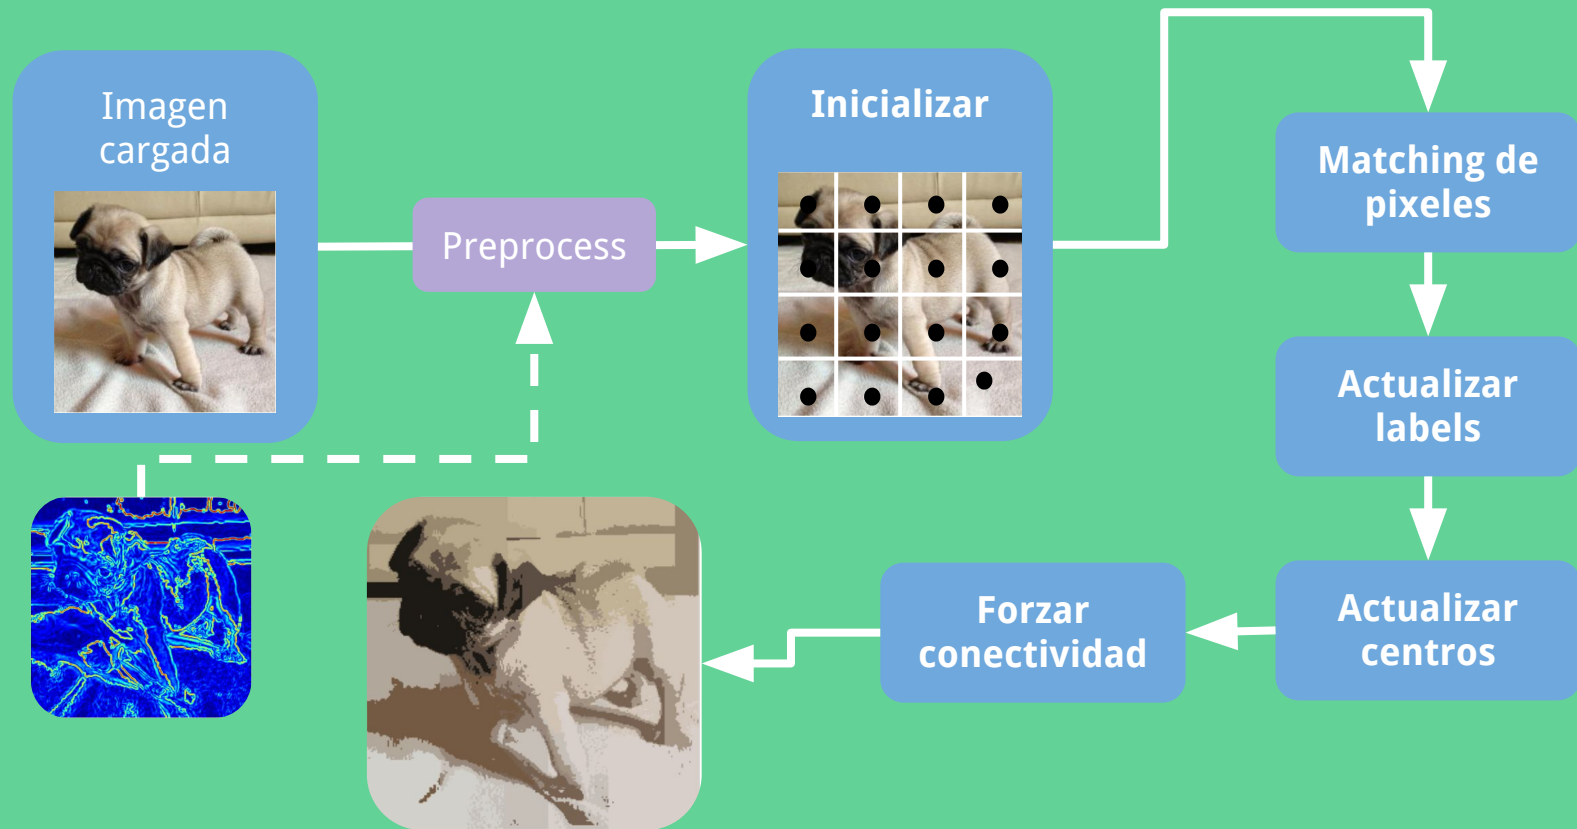 Imagen
cargada
Preprocess
Inicializar
Matching de
pixeles
Actualizar
labels
Actualizar
centros
Forzar
conectividad